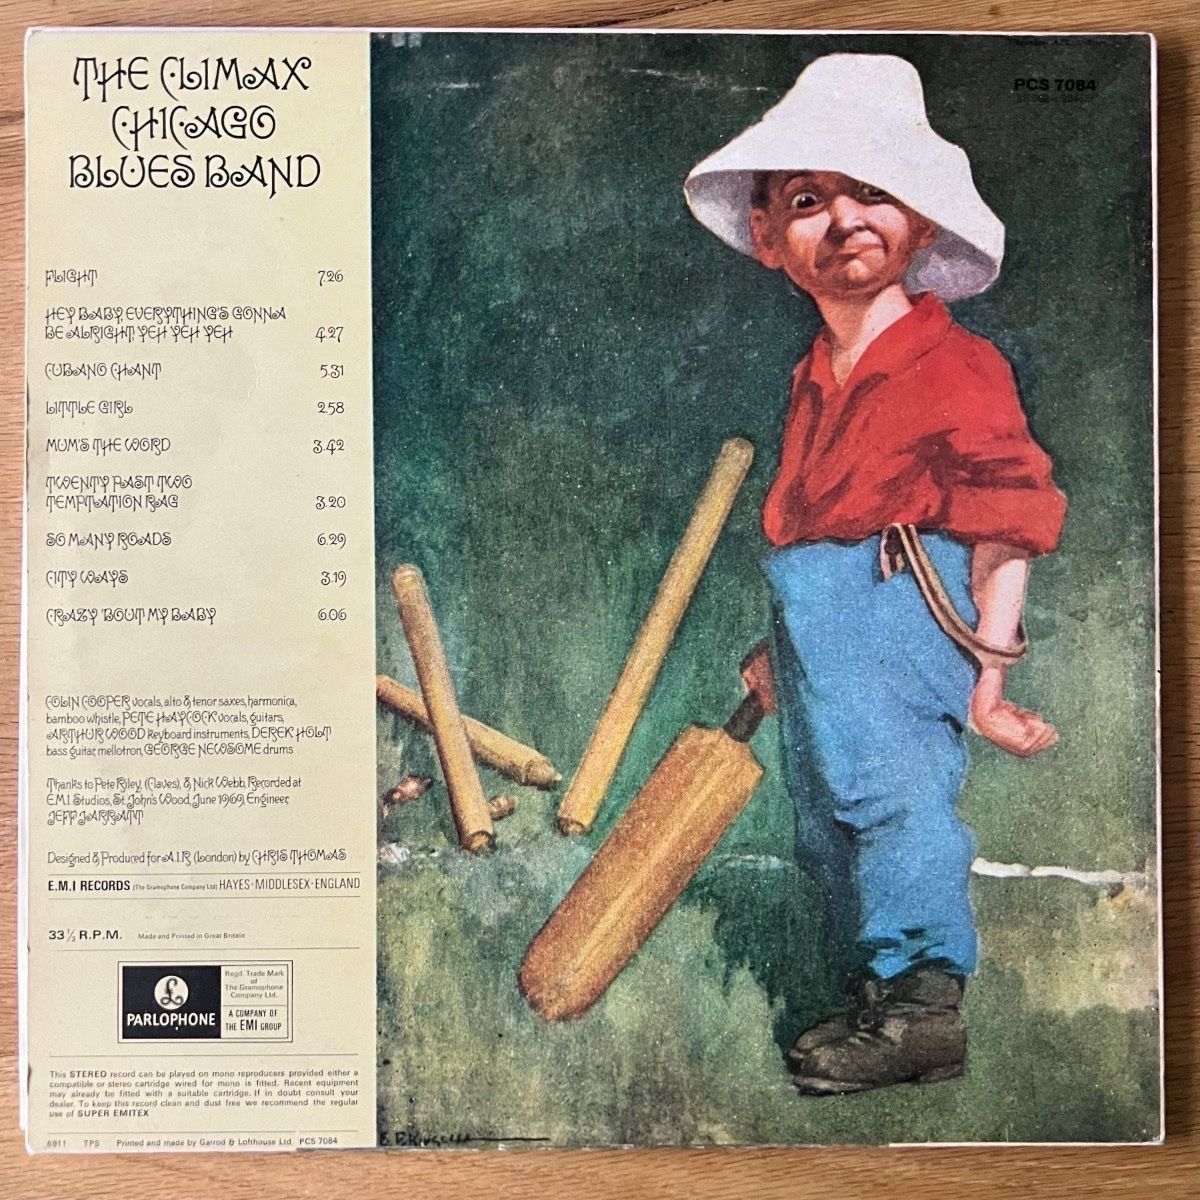 THE CLIMAX
CHICAGO
BLUES BAND
PCS 7084
FLIGHT 7.26
HEY BABY, EVERYTHING'S GONNA
BE ALRIGHT, YEH YEH YEH 4.27
CUBANO CHANT 5.31
LITTLE GIRL 2.58
MUM'S THE WORD 3.42
TWENTY PAST TWO
TEMPTATION RAG 3.20
SO MANY ROADS 6.29
CITY WAYS 3.19
CRAZY 'BOUT MY BABY 6.06
COLIN COOPER vocals, alto & tenor saxes, harmonica,
bamboo whistle, PETE HAYCOCK vocals, guitars,
ARTHUR WOOD keyboard instruments, DEREK HOLT
bass guitar, mellotron, GEORGE NEWSOME drums
Thanks to Pete Riley, (Claves), & Nick Webb, Recorded at
E.M.I. Studios, St. John's Wood, June 1969, Engineer,
JEFF JARRATT
Designed & Produced for A.I.R (London) by CHRIS THOMAS
E.M.I RECORDS (The Gramophone Company Ltd) HAYES·MIDDLESEX·ENGLAND
33⅓ R.P.M. Made and Printed in Great Britain
£
PARLOPHONE
Regd. Trade Mark
of
The Gramophone
Company Ltd.
A COMPANY OF
THE EMI GROUP
This STEREO record can be played on mono reproducers provided either a
compatible or stereo cartridge wired for mono is fitted. Recent equipment
may already be fitted with a suitable cartridge. If in doubt consult your
dealer. To keep this record clean and dust free we recommend the regular
use of SUPER EMITEX
6911 TPS Printed and made by Garrod & Lofthouse Ltd. PCS 7084